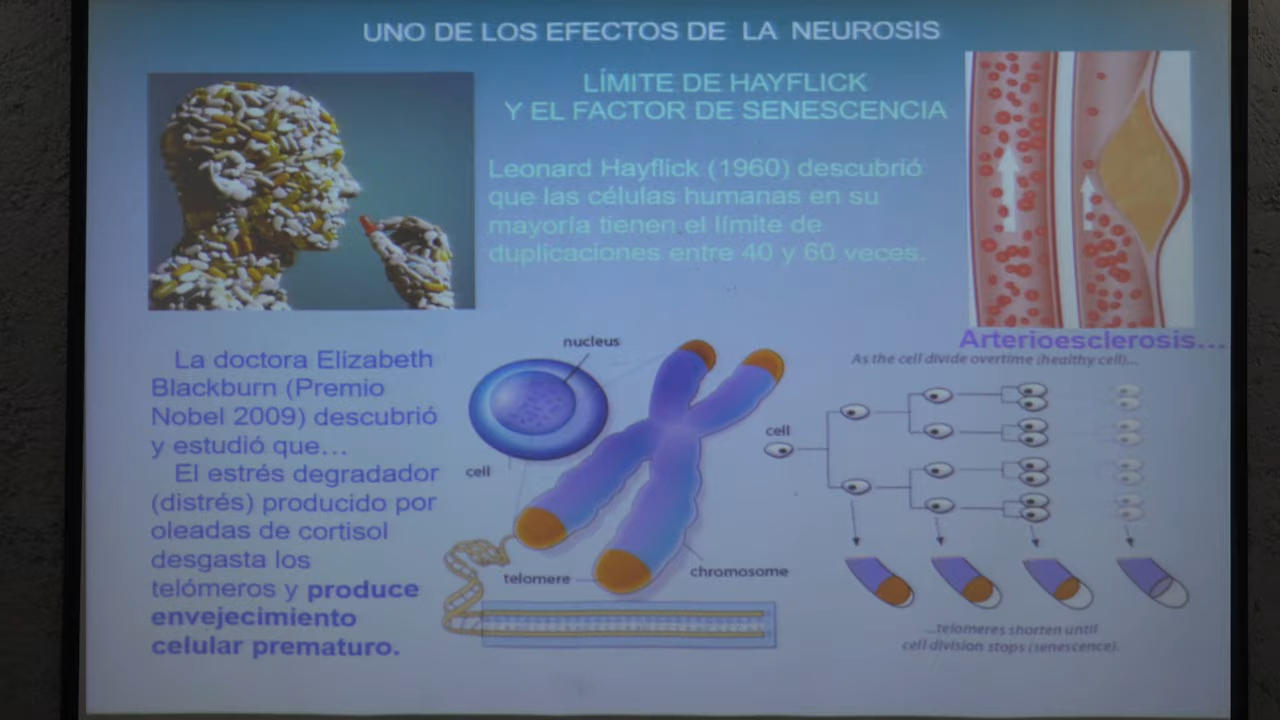 UNO DE LOS EFECTOS DE LA NEUROSIS
LÍMITE DE HAYFLICK
Y EL FACTOR DE SENESCENCIA
Leonard Hayflick (1960) descubrió
que las células humanas en su
mayoría tienen el límite de
duplicaciones entre 40 y 60 veces.
Arterioesclerosis...
La doctora Elizabeth
Blackburn (Premio
Nobel 2009) descubrió
y estudió que...
El estrés degradador
(distrés) producido por
oleadas de cortisol
desgasta los
telómeros y produce
envejecimiento
celular prematuro.
nucleus
cell
telomere
chromosome
As the cell divide overtime (healthy cell)...
cell
...telomeres shorten until
cell division stops (senescence).